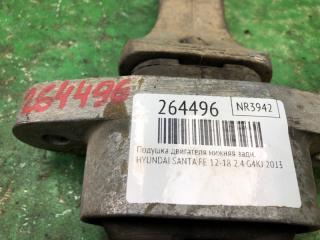 264496
264496
NR3942
Подушка двигателя нижняя задн.
HYUNDAI SANTA FE 12-18 2.4 G4KJ 2013